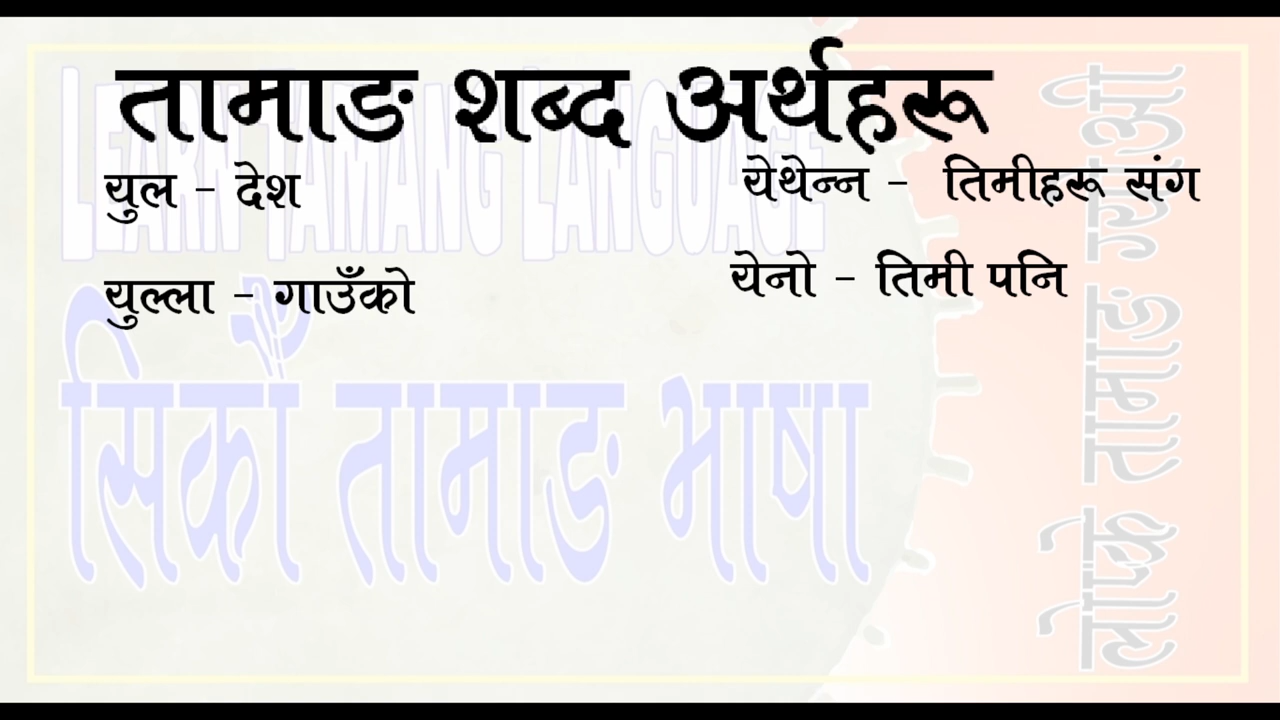 तामाङ शब्द अर्थहरू
युल - देश
युल्ला - गाउँको
येथेन्न - तिमीहरू संग
येनो - तिमी पनि
LEARN TAMANG LANGUAGE
सिकौँ तामाङ भाषा
लोप्के तामाङ ग्याओ